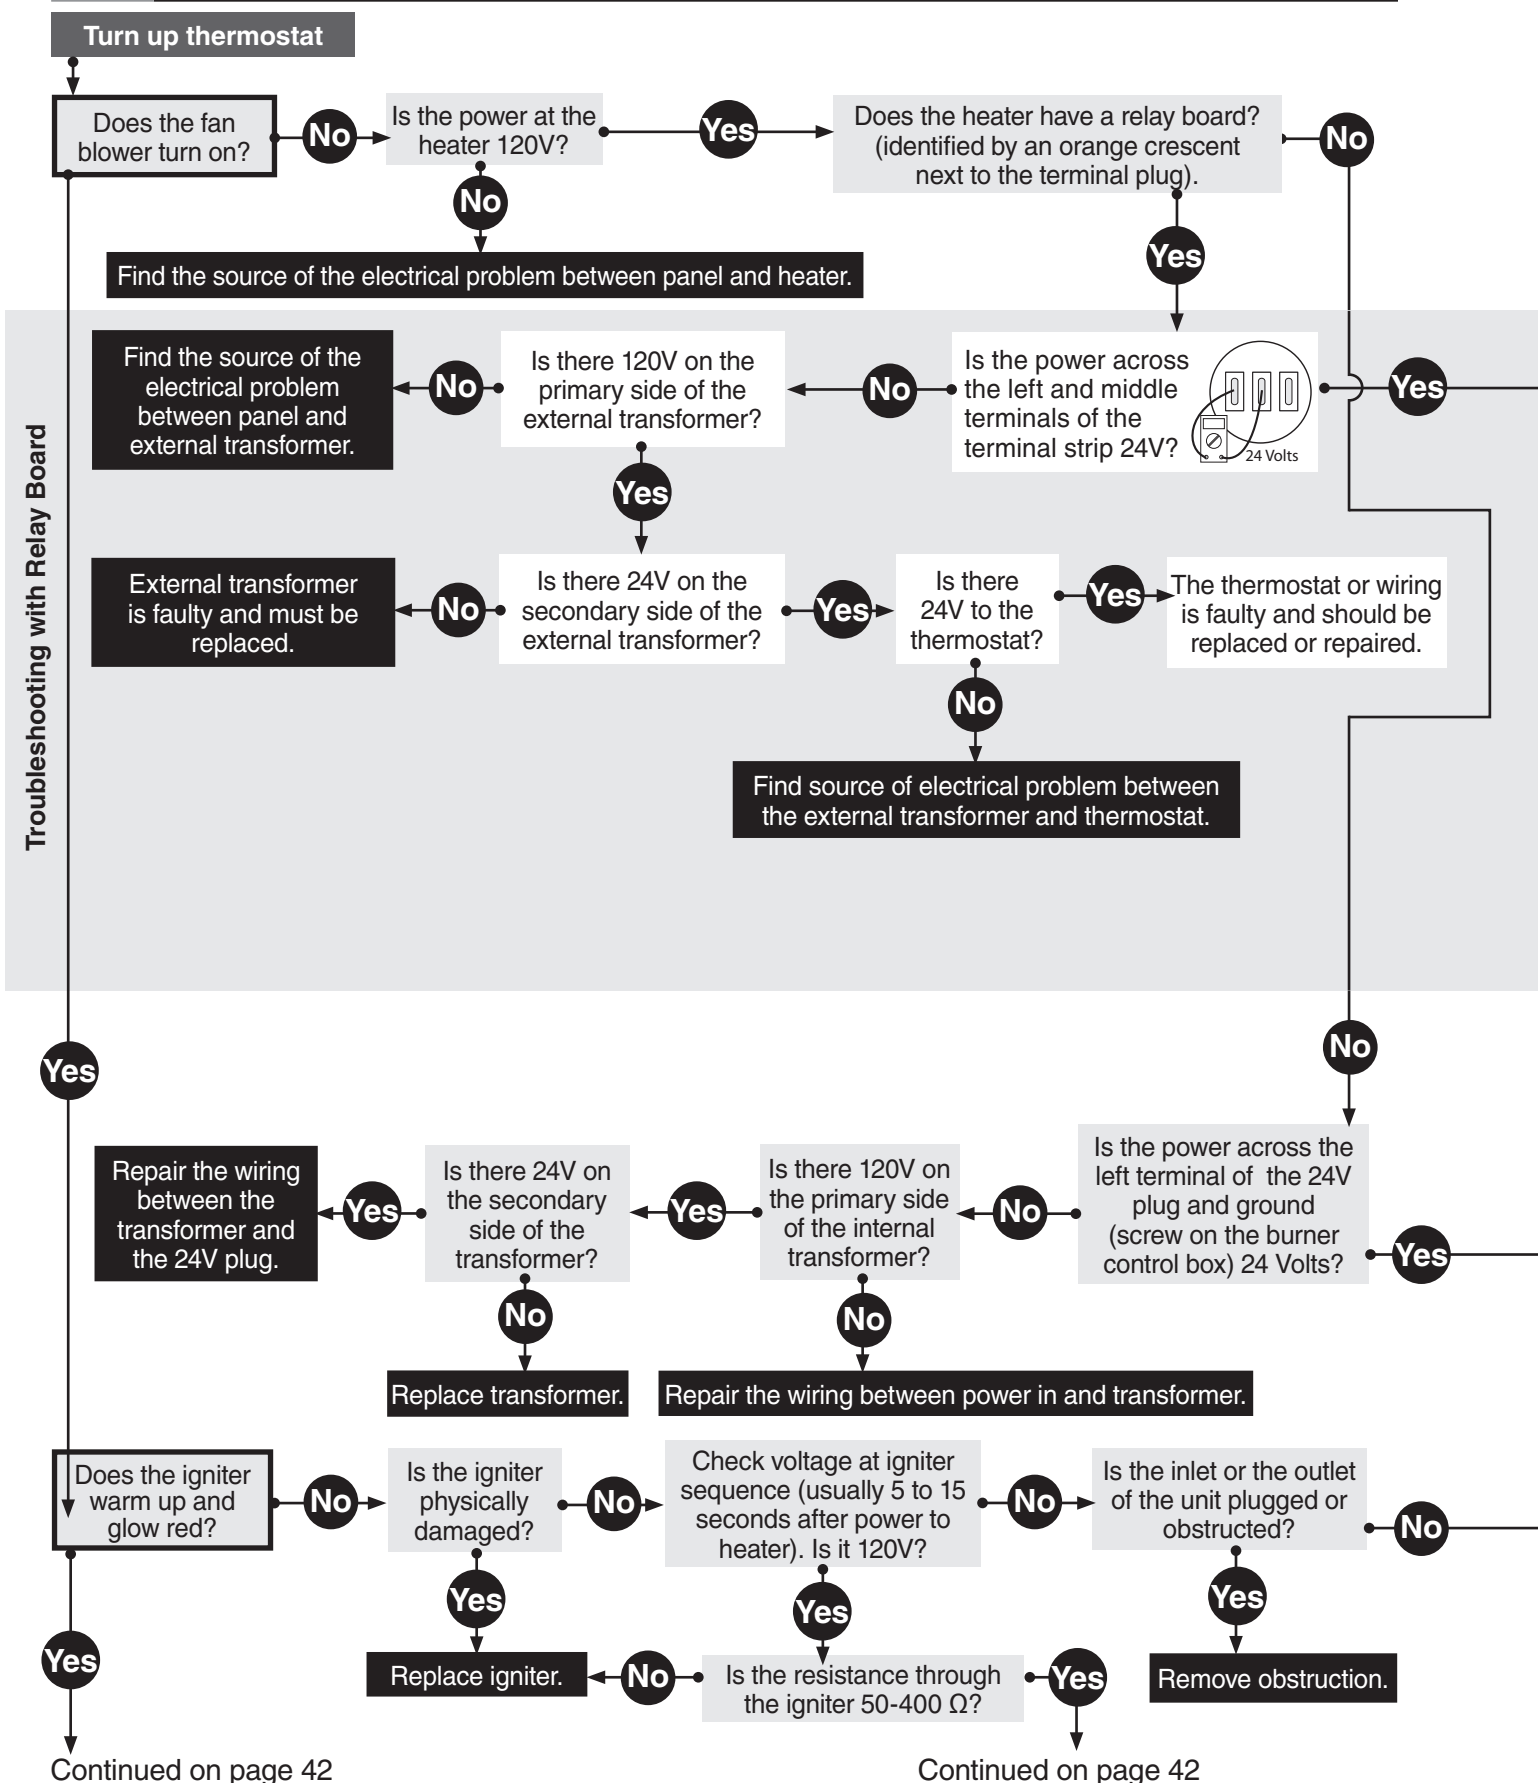 Turn up thermostat
Does the fan
blower turn on?
No
Is the power at the
heater 120V?
Yes
Does the heater have a relay board?
(identified by an orange crescent
next to the terminal plug).
No
No
Yes
Find the source of the electrical problem between panel and heater.
Troubleshooting with Relay Board
Find the source of the
electrical problem
between panel and
external transformer.
No
Is there 120V on the
primary side of the
external transformer?
No
Is the power across
the left and middle
terminals of the
terminal strip 24V?
24 Volts
Yes
Yes
External transformer
is faulty and must be
replaced.
No
Is there 24V on the
secondary side of the
external transformer?
Yes
Is there
24V to the
thermostat?
Yes
The thermostat or wiring
is faulty and should be
replaced or repaired.
No
Find source of electrical problem between
the external transformer and thermostat.
Yes
No
Repair the wiring
between the
transformer and
the 24V plug.
Yes
Is there 24V on
the secondary
side of the
transformer?
Yes
Is there 120V on
the primary side
of the internal
transformer?
No
Is the power across the
left terminal of the 24V
plug and ground
(screw on the burner
control box) 24 Volts?
Yes
No
No
Replace transformer.
Repair the wiring between power in and transformer.
Does the igniter
warm up and
glow red?
No
Is the igniter
physically
damaged?
No
Check voltage at igniter
sequence (usually 5 to 15
seconds after power to
heater). Is it 120V?
No
Is the inlet or the outlet
of the unit plugged or
obstructed?
No
Yes
Yes
Yes
Yes
Replace igniter.
No
Is the resistance through
the igniter 50-400 Ω?
Yes
Remove obstruction.
Continued on page 42
Continued on page 42